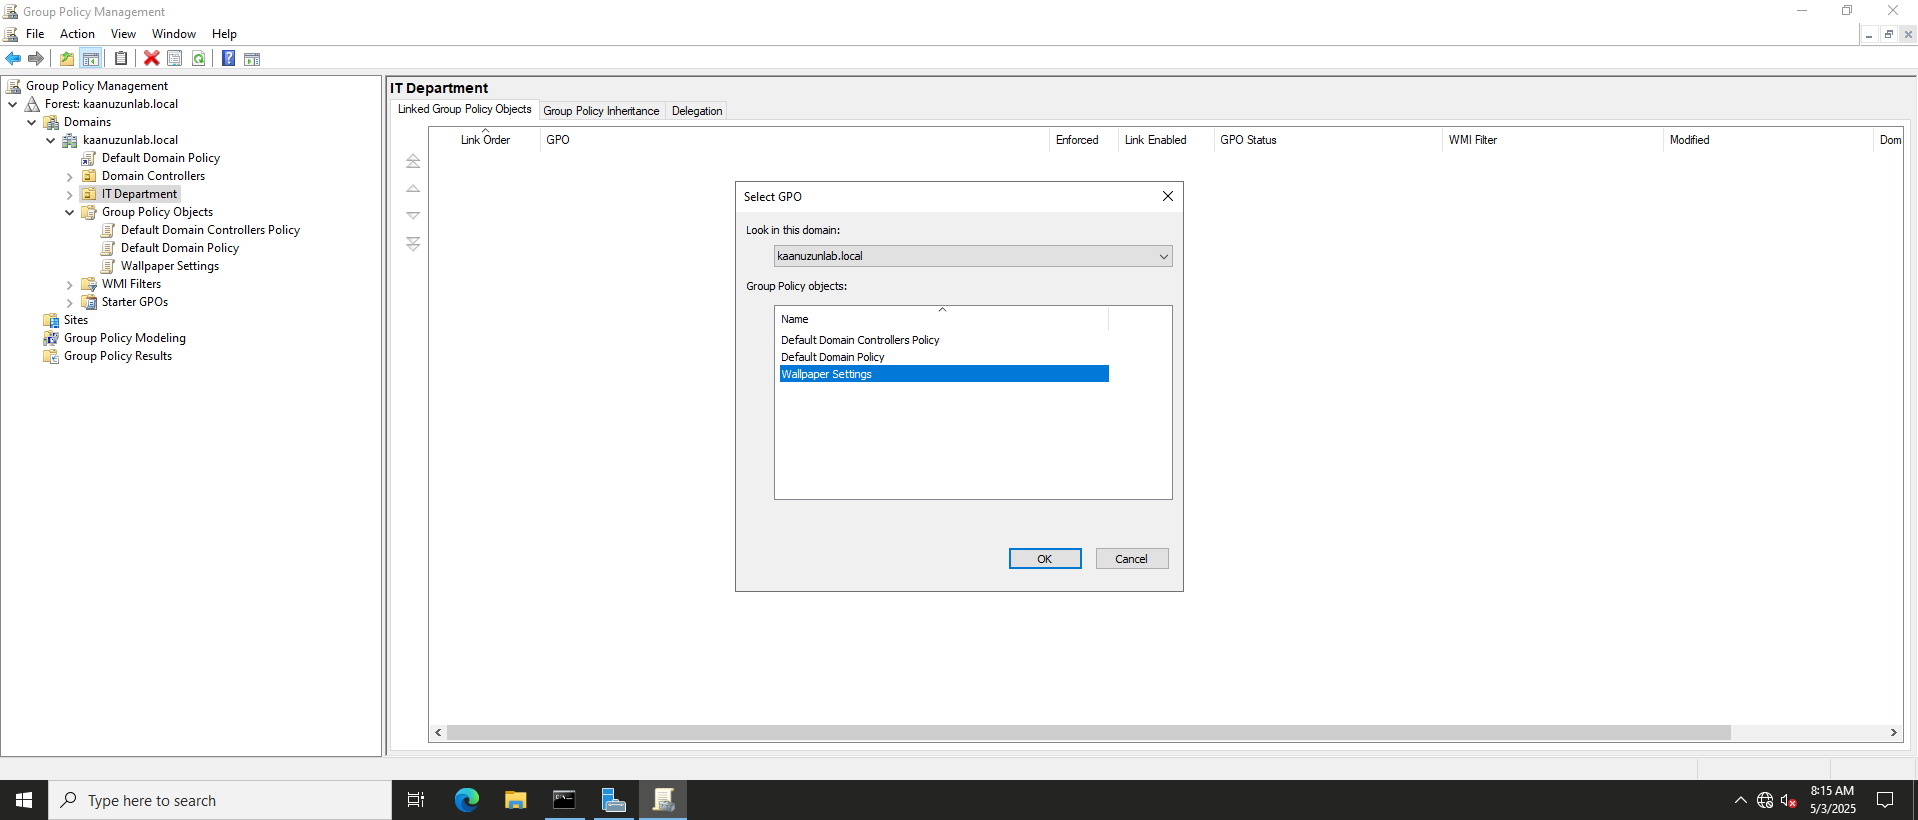 Group Policy Management
File Action View Window Help
Group Policy Management
Forest: kaanuzunlab.local
Domains
kaanuzunlab.local
Default Domain Policy
Domain Controllers
IT Department
Group Policy Objects
Default Domain Controllers Policy
Default Domain Policy
Wallpaper Settings
WMI Filters
Starter GPOs
Sites
Group Policy Modeling
Group Policy Results
IT Department
Linked Group Policy Objects Group Policy Inheritance Delegation
Link Order GPO Enforced Link Enabled GPO Status WMI Filter Modified Dom
Select GPO
Look in this domain:
kaanuzunlab.local
Group Policy objects:
Name
Default Domain Controllers Policy
Default Domain Policy
Wallpaper Settings
OK Cancel
Type here to search
8:15 AM
5/3/2025